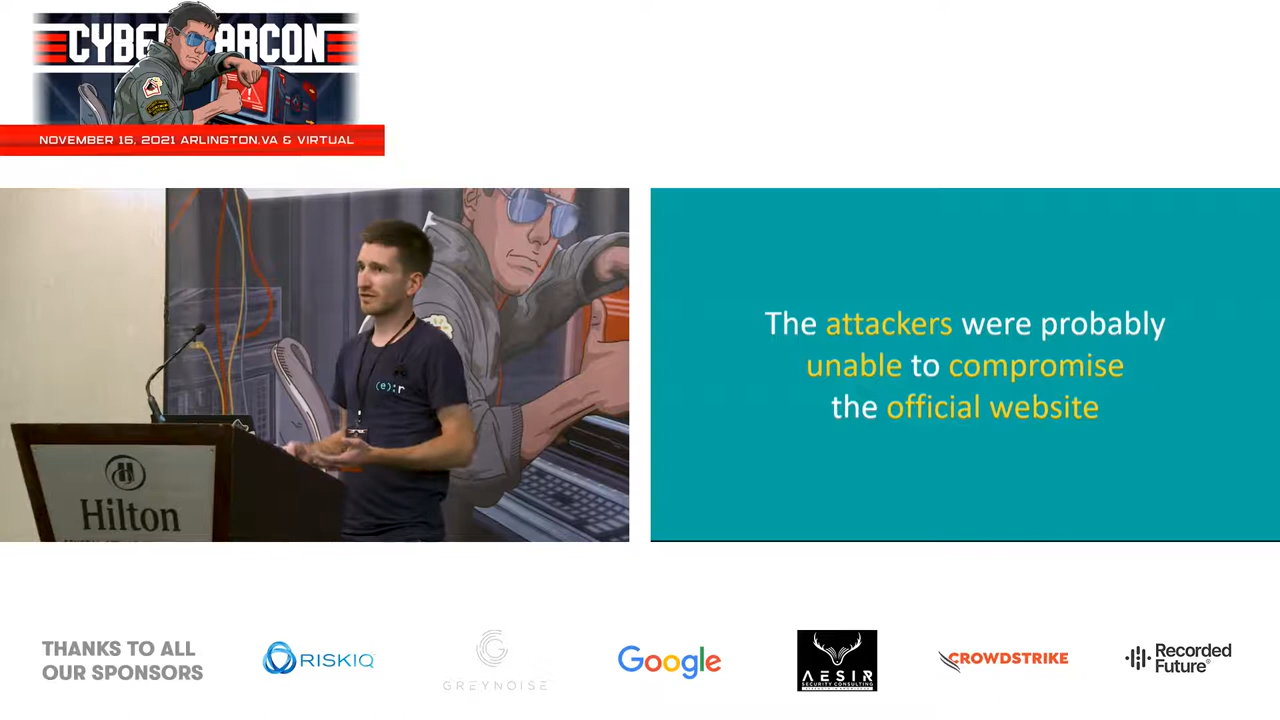 CYBERWARCON
NOVEMBER 16, 2021 ARLINGTON,VA & VIRTUAL
(e):r
Hilton
The attackers were probably
unable to compromise
the official website
THANKS TO ALL
OUR SPONSORS
RISKIQ
GREYNOISE
Google
AESIR
SECURITY CONSULTING
CROWDSTRIKE
Recorded
Future®